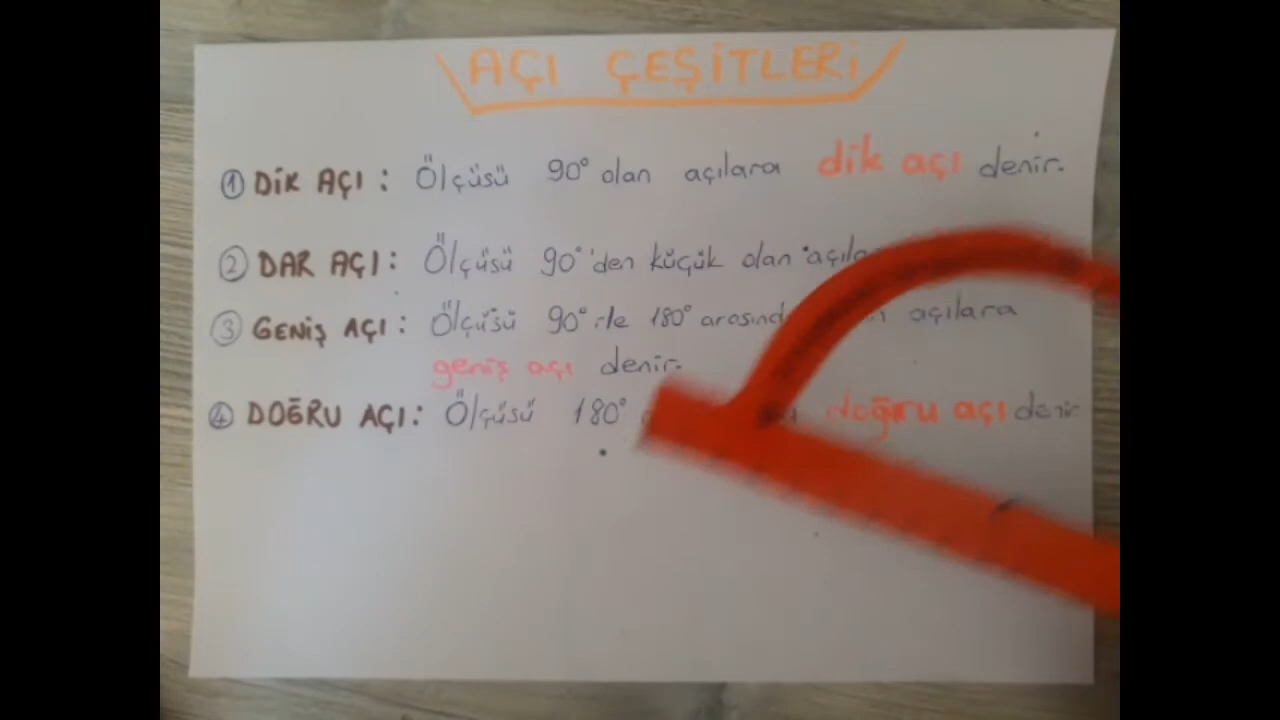 AÇI ÇEŞİTLERİ
① DİK AÇI : Ölçüsü 90° olan açılara dik açı denir.
② DAR AÇI : Ölçüsü 90°'den küçük olan
③ GENİŞ AÇI : Ölçüsü 90° ile 180° açılara
geniş açı denir.
④ DOĞRU AÇI : Ölçüsü 180° doğru açı denir